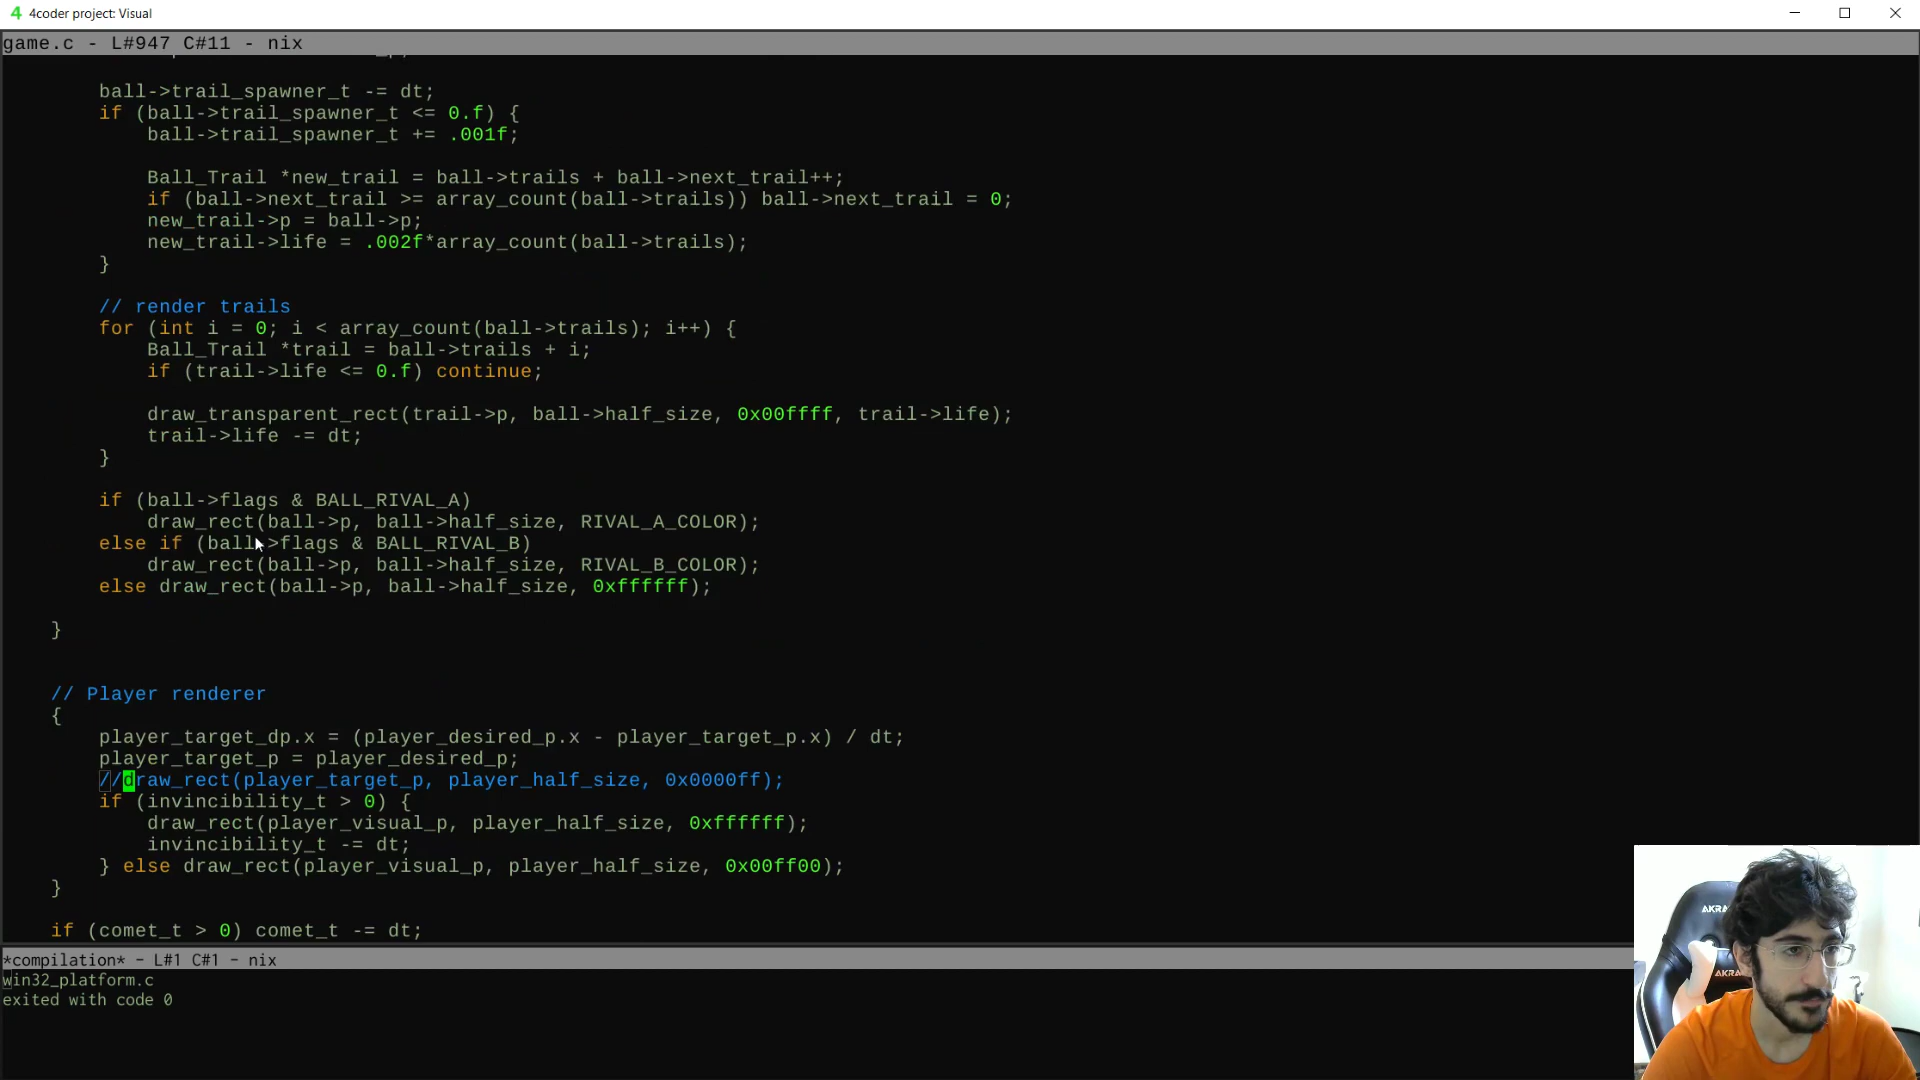 4 4coder project: Visual
game.c - L#947 C#11 - nix
ball->trail_spawner_t -= dt;
if (ball->trail_spawner_t <= 0.f) {
ball->trail_spawner_t += .001f;
Ball_Trail *new_trail = ball->trails + ball->next_trail++;
if (ball->next_trail >= array_count(ball->trails)) ball->next_trail = 0;
new_trail->p = ball->p;
new_trail->life = .002f*array_count(ball->trails);
}
// render trails
for (int i = 0; i < array_count(ball->trails); i++) {
Ball_Trail *trail = ball->trails + i;
if (trail->life <= 0.f) continue;
draw_transparent_rect(trail->p, ball->half_size, 0x00ffff, trail->life);
trail->life -= dt;
}
if (ball->flags & BALL_RIVAL_A)
draw_rect(ball->p, ball->half_size, RIVAL_A_COLOR);
else if (ball->flags & BALL_RIVAL_B)
draw_rect(ball->p, ball->half_size, RIVAL_B_COLOR);
else draw_rect(ball->p, ball->half_size, 0xffffff);
}
// Player renderer
{
player_target_dp.x = (player_desired_p.x - player_target_p.x) / dt;
player_target_p = player_desired_p;
//draw_rect(player_target_p, player_half_size, 0x0000ff);
if (invincibility_t > 0) {
draw_rect(player_visual_p, player_half_size, 0xffffff);
invincibility_t -= dt;
} else draw_rect(player_visual_p, player_half_size, 0x00ff00);
}
if (comet_t > 0) comet_t -= dt;
*compilation* - L#1 C#1 - nix
win32_platform.c
exited with code 0